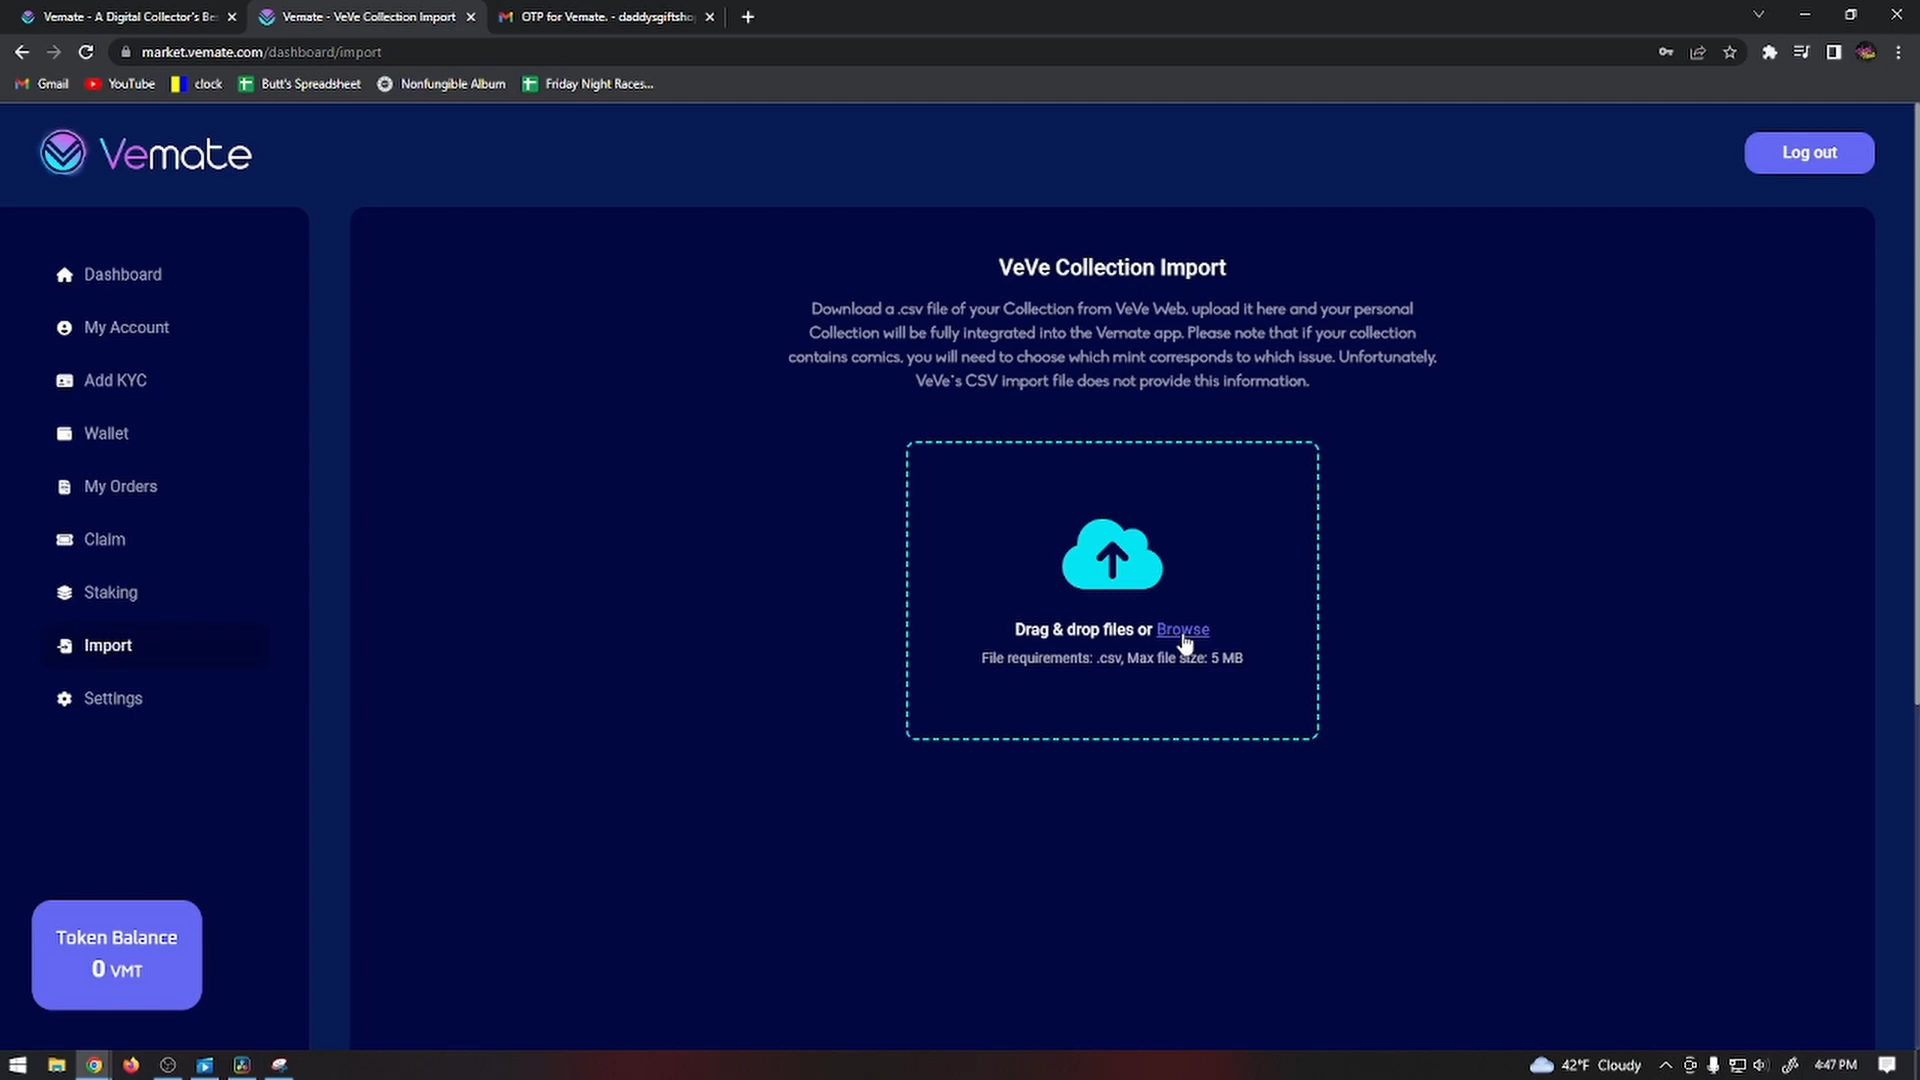 Vemate - A Digital Collector's Be
Vemate - VeVe Collection Import
OTP for Vemate. - daddysgiftsho
market.vemate.com/dashboard/import
Gmail
YouTube
clock
Butt's Spreadsheet
Nonfungible Album
Friday Night Races...
Vemate
Log out
Dashboard
My Account
Add KYC
Wallet
My Orders
Claim
Staking
Import
Settings
Token Balance
0 VMT
VeVe Collection Import
Download a .csv file of your Collection from VeVe Web, upload it here and your personal
Collection will be fully integrated into the Vemate app. Please note that if your collection
contains comics, you will need to choose which mint corresponds to which issue. Unfortunately,
VeVe's CSV import file does not provide this information.
Drag & drop files or Browse
File requirements: .csv, Max file size: 5 MB
42°F Cloudy
4:47 PM